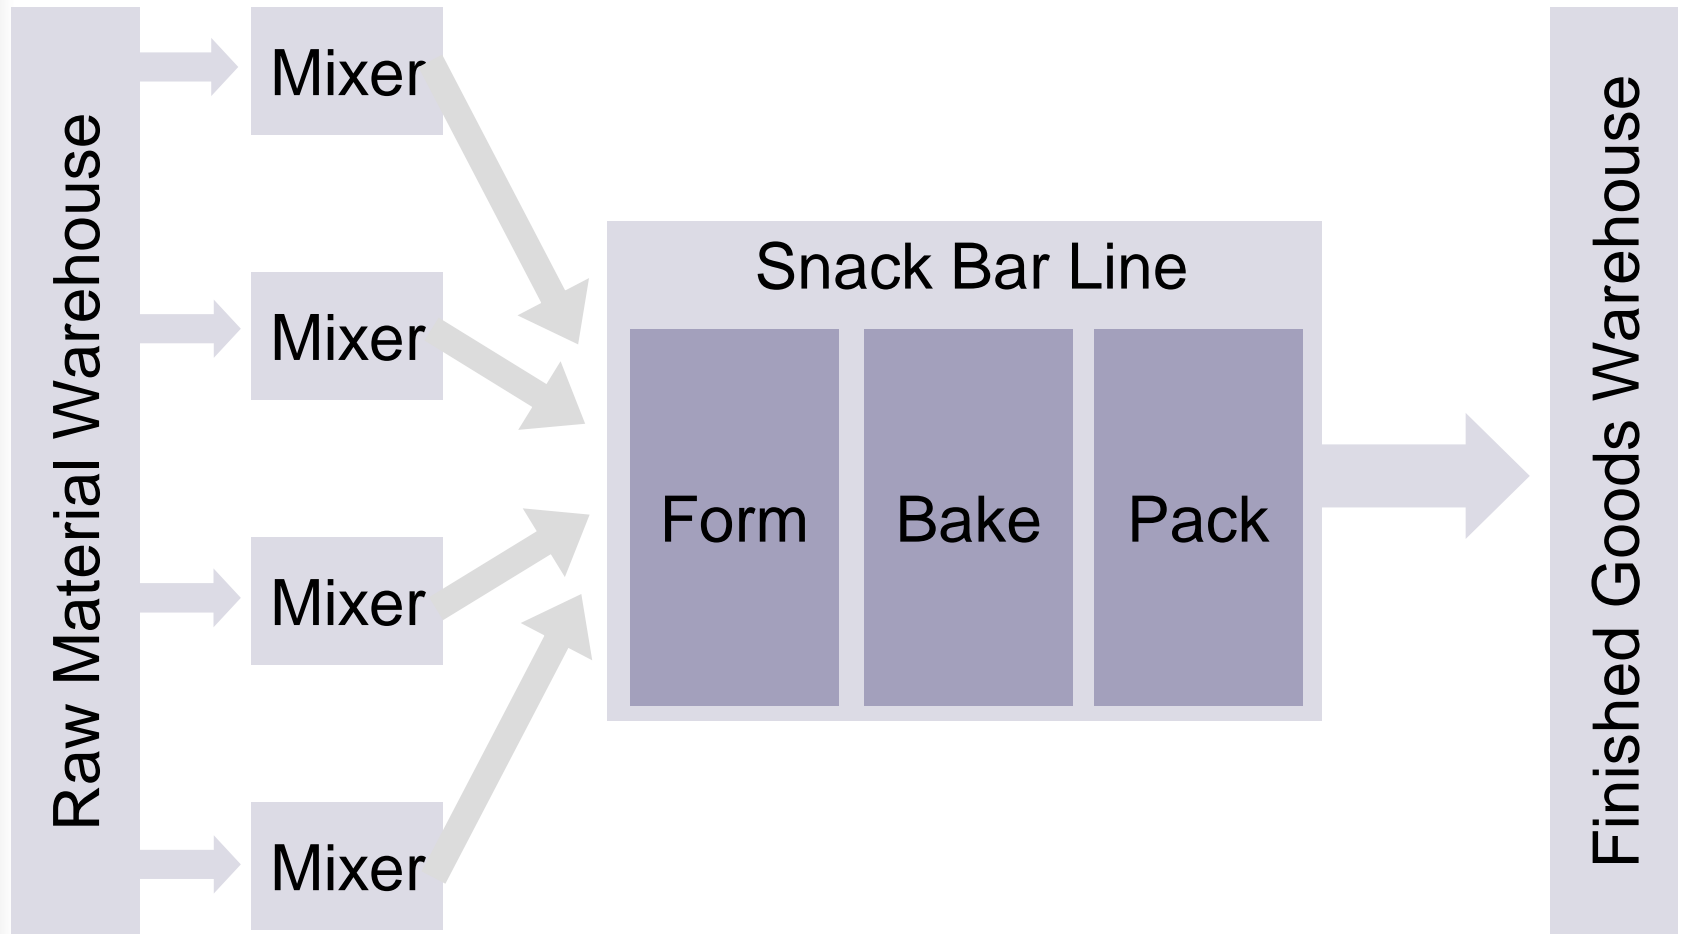 Raw Material Warehouse
Mixer
Mixer
Mixer
Mixer
Snack Bar Line
Form
Bake
Pack
Finished Goods Warehouse